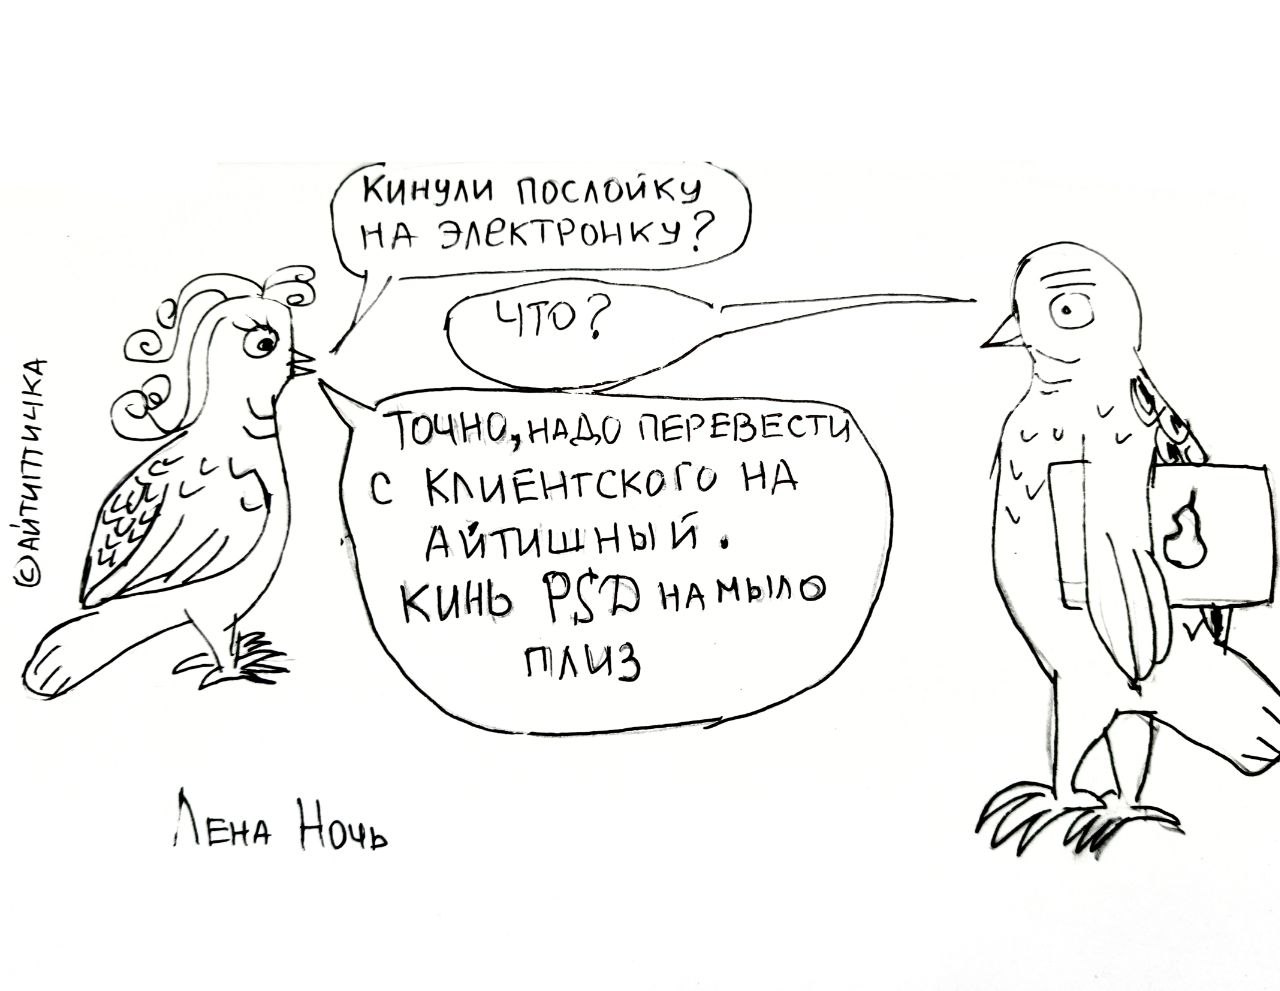 КИНУЛИ ПОСЛОЙКУ
НА ЭЛЕКТРОНКУ?
ЧТО?
ТОЧНО, НАДО ПЕРЕВЕСТИ
С КЛИЕНТСКОГО НА
АЙТИШНЫЙ.
КИНЬ PSD НА МЫЛО
ПЛИЗ
©АЙТИПТИЧКА
ЛЕНА НОЧЬ